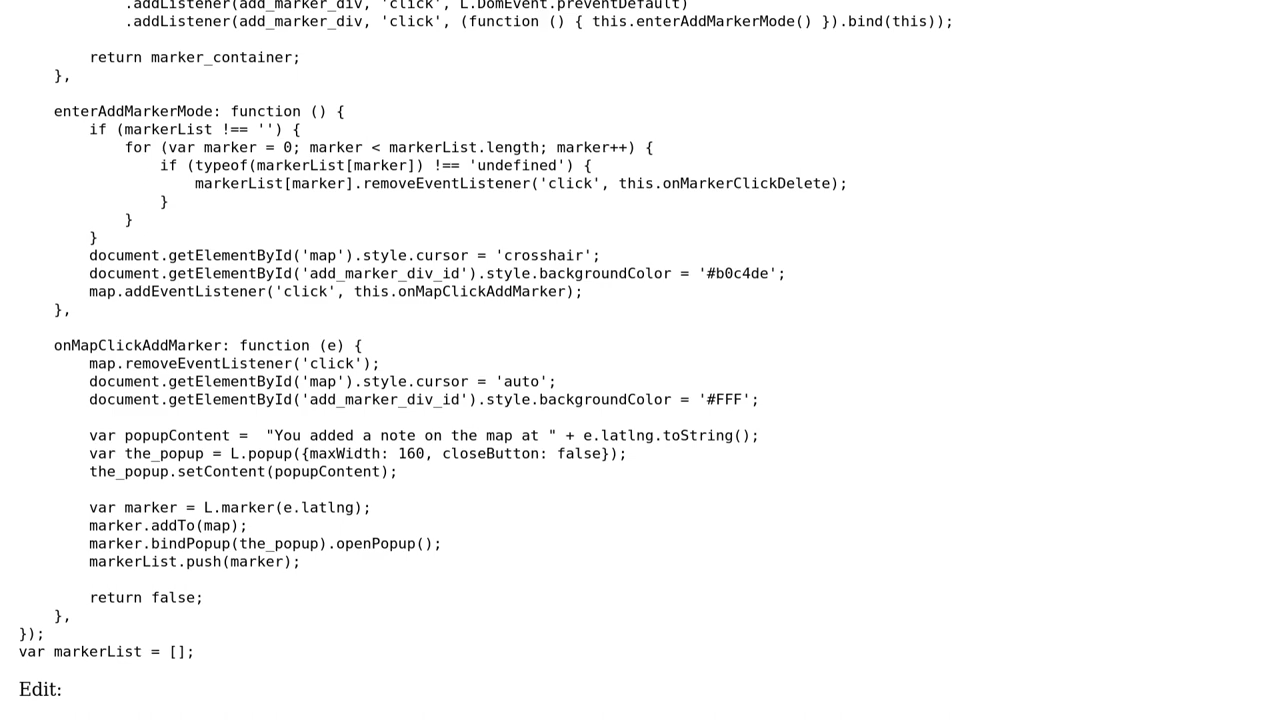 .addListener(add_marker_div, 'click', L.DomEvent.preventDefault)
.addListener(add_marker_div, 'click', (function () { this.enterAddMarkerMode() }).bind(this));
return marker_container;
},
enterAddMarkerMode: function () {
if (markerList !== '') {
for (var marker = 0; marker < markerList.length; marker++) {
if (typeof(markerList[marker]) !== 'undefined') {
markerList[marker].removeEventListener('click', this.onMarkerClickDelete);
}
}
}
document.getElementById('map').style.cursor = 'crosshair';
document.getElementById('add_marker_div_id').style.backgroundColor = '#b0c4de';
map.addEventListener('click', this.onMapClickAddMarker);
},
onMapClickAddMarker: function (e) {
map.removeEventListener('click');
document.getElementById('map').style.cursor = 'auto';
document.getElementById('add_marker_div_id').style.backgroundColor = '#FFF';
var popupContent =  "You added a note on the map at " + e.latlng.toString();
var the_popup = L.popup({maxWidth: 160, closeButton: false});
the_popup.setContent(popupContent);
var marker = L.marker(e.latlng);
marker.addTo(map);
marker.bindPopup(the_popup).openPopup();
markerList.push(marker);
return false;
},
});
var markerList = [];
Edit: